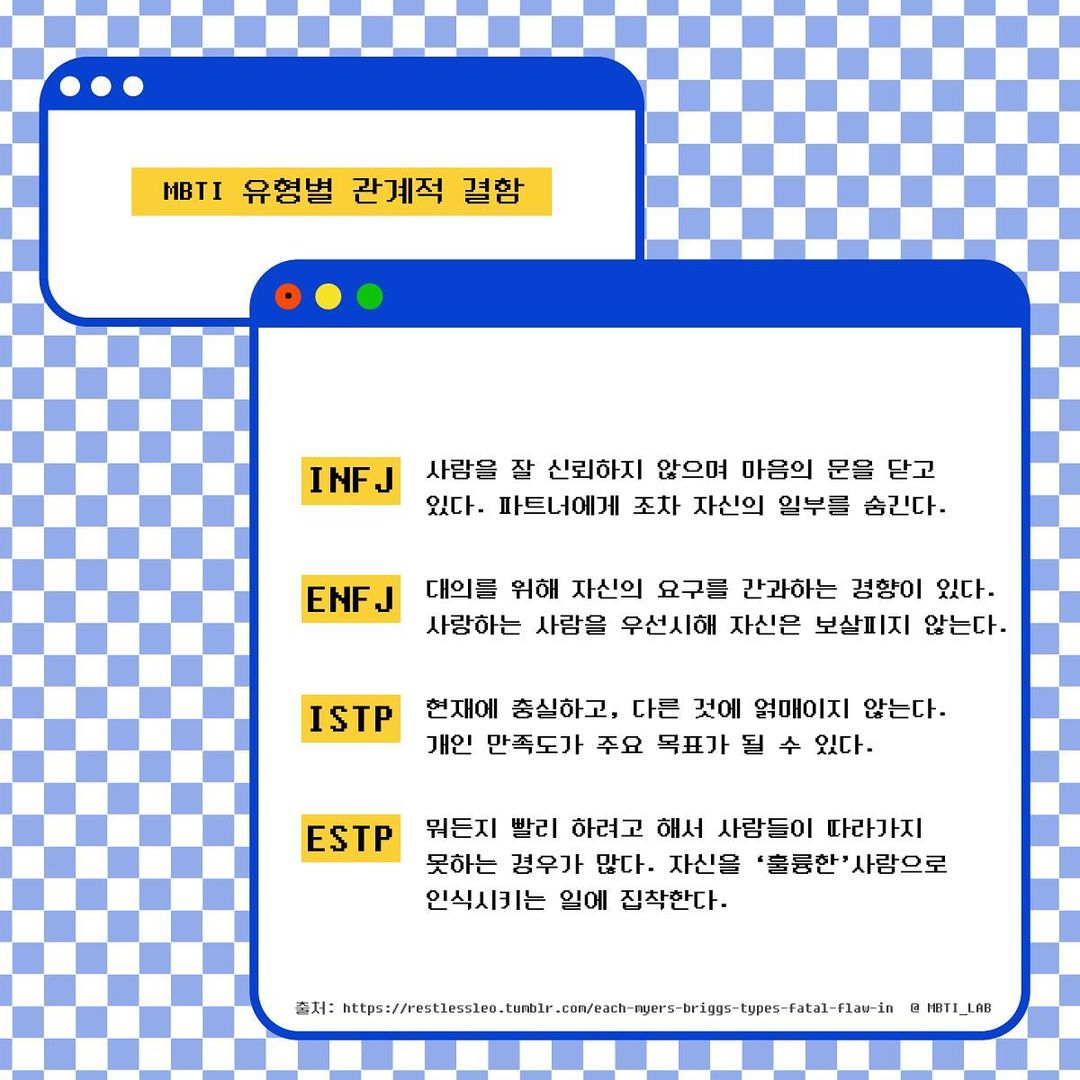 MBTI 유형별 관계적 결함
INFJ
사람을 잘 신뢰하지 않으며 마음의 문을 닫고
있다. 파트너에게 조차 자신의 일부를 숨긴다.
ENFJ
대의를 위해 자신의 요구를 간과하는 경향이 있다.
사랑하는 사람을 우선시해 자신은 보살피지 않는다.
ISTP
현재에 충실하고, 다른 것에 얽매이지 않는다.
개인 만족도가 주요 목표가 될 수 있다.
ESTP
뭐든지 빨리 하려고 해서 사람들이 따라가지
못하는 경우가 많다. 자신을 ‘훌륭한’사람으로
인식시키는 일에 집착한다.
출처: https://restlessleo.tumblr.com/each-myers-briggs-types-fatal-flaw-in @ MBTI_LAB